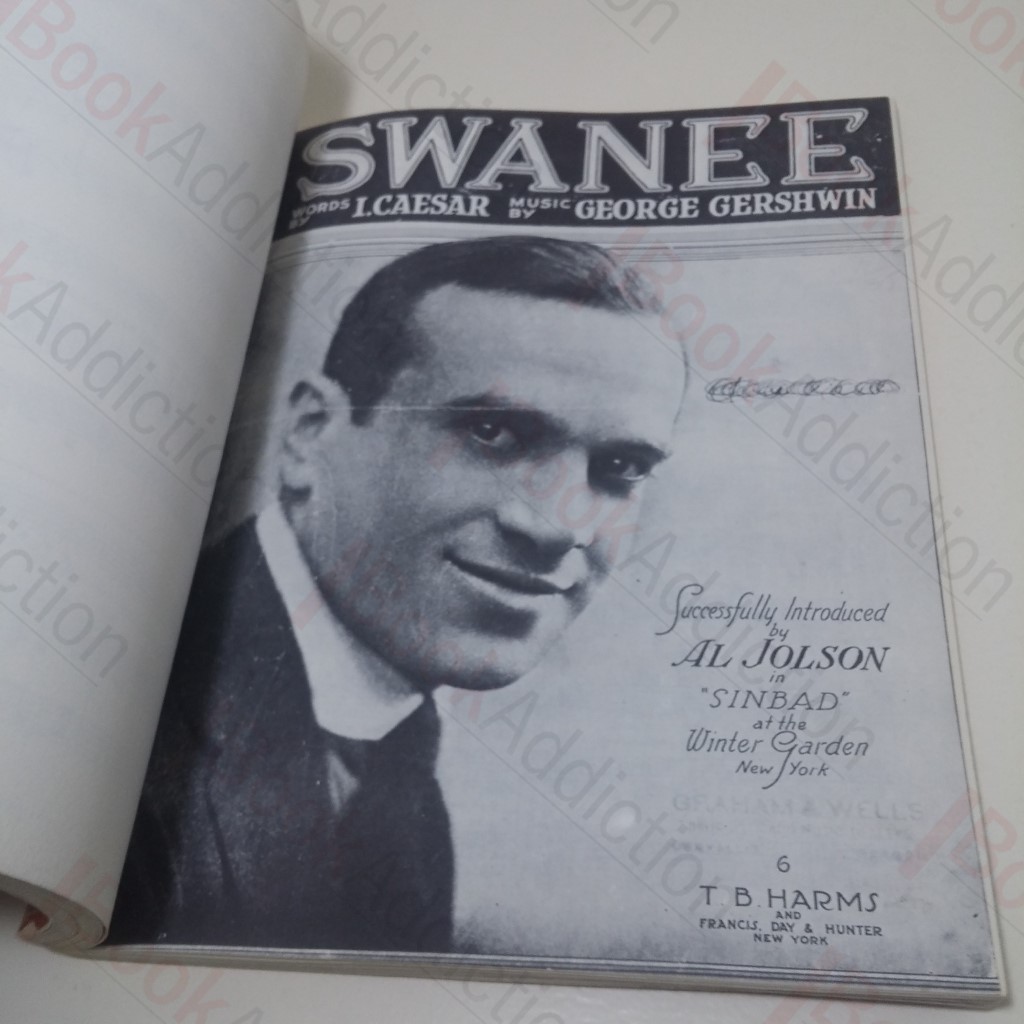 SWANEE
WORDS BY I. CAESAR MUSIC BY GEORGE GERSHWIN
Successfully Introduced
by
AL JOLSON
in
"SINBAD"
at the
Winter Garden
New York
GRAHAM & WELLS
6
T. B. HARMS
AND
FRANCIS, DAY & HUNTER
NEW YORK
BookAddiction